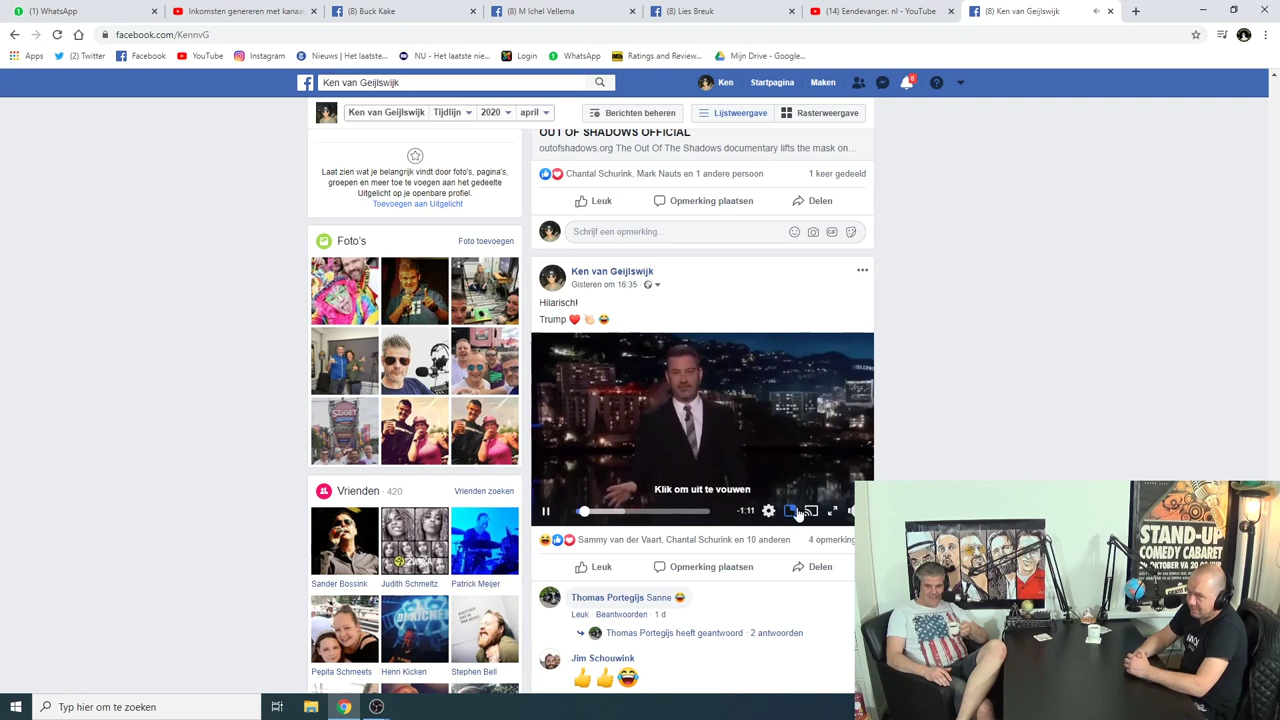 (1) WhatsApp
Inkomsten genereren met kanaal
(8) Buck Kake
(8) M Ichel Vellema
(8) Lies Breuk
(14) Eendevanger. nl - YouTube
(8) Ken van Geijlswijk
facebook.com/KennvG
Apps
(2) Twitter
Facebook
YouTube
Instagram
Nieuws | Het laatste...
NU - Het laatste nie...
Login
WhatsApp
Ratings and Review...
Mijn Drive - Google...
Ken van Geijlswijk
Ken
Startpagina
Maken
8
Ken van Geijlswijk
Tijdlijn
2020
april
Berichten beheren
Lijstweergave
Rasterweergave
Laat zien wat je belangrijk vindt door foto's, pagina's,
groepen en meer toe te voegen aan het gedeelte
Uitgelicht op je openbare profiel.
Toevoegen aan Uitgelicht
Foto's
Foto toevoegen
SZIGET
Vrienden · 420
Vrienden zoeken
ZUMBA
Sander Bossink
Judith Schmeltz
Patrick Meijer
Pepita Schmeets
Henri Kicken
Stephen Bell
OUT OF SHADOWS OFFICIAL
outofshadows.org The Out Of The Shadows documentary lifts the mask on...
Chantal Schurink, Mark Nauts en 1 andere persoon
1 keer gedeeld
Leuk
Opmerking plaatsen
Delen
Schrijf een opmerking...
GIF
Ken van Geijlswijk
Gisteren om 16:35
Hilarisch!
Trump ❤️ 👏🏻 😂
Klik om uit te vouwen
-1:11
Sammy van der Vaart, Chantal Schurink en 10 anderen
4 opmerking
Leuk
Opmerking plaatsen
Delen
Thomas Portegijs Sanne 😂
Leuk · Beantwoorden · 1 d
Thomas Portegijs heeft geantwoord · 2 antwoorden
Jim Schouwink
👍👍😂
STAND-UP
COMEDY CABARET
Typ hier om te zoeken